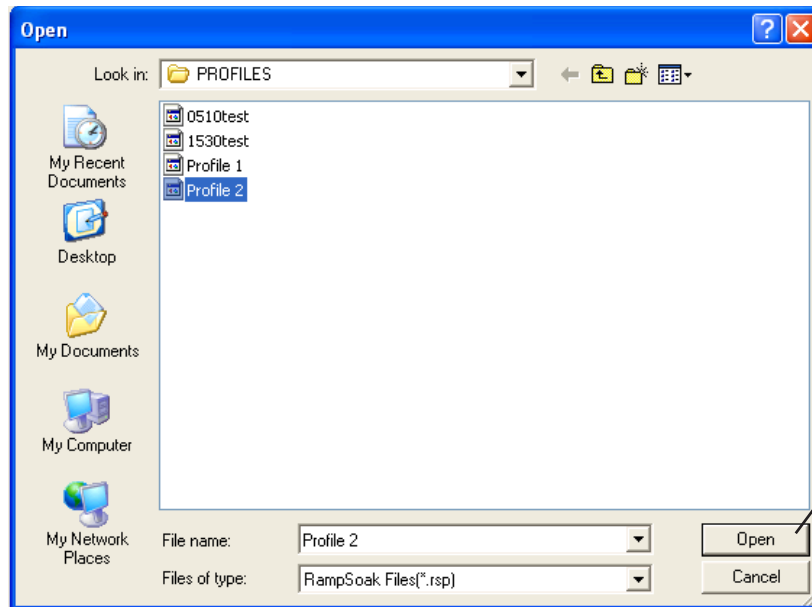 Open
Look in: PROFILES
0510test
1530test
Profile 1
Profile 2
My Recent
Documents
Desktop
My Documents
My Computer
My Network
Places
File name: Profile 2 Open
Files of type: RampSoak Files(*.rsp) Cancel